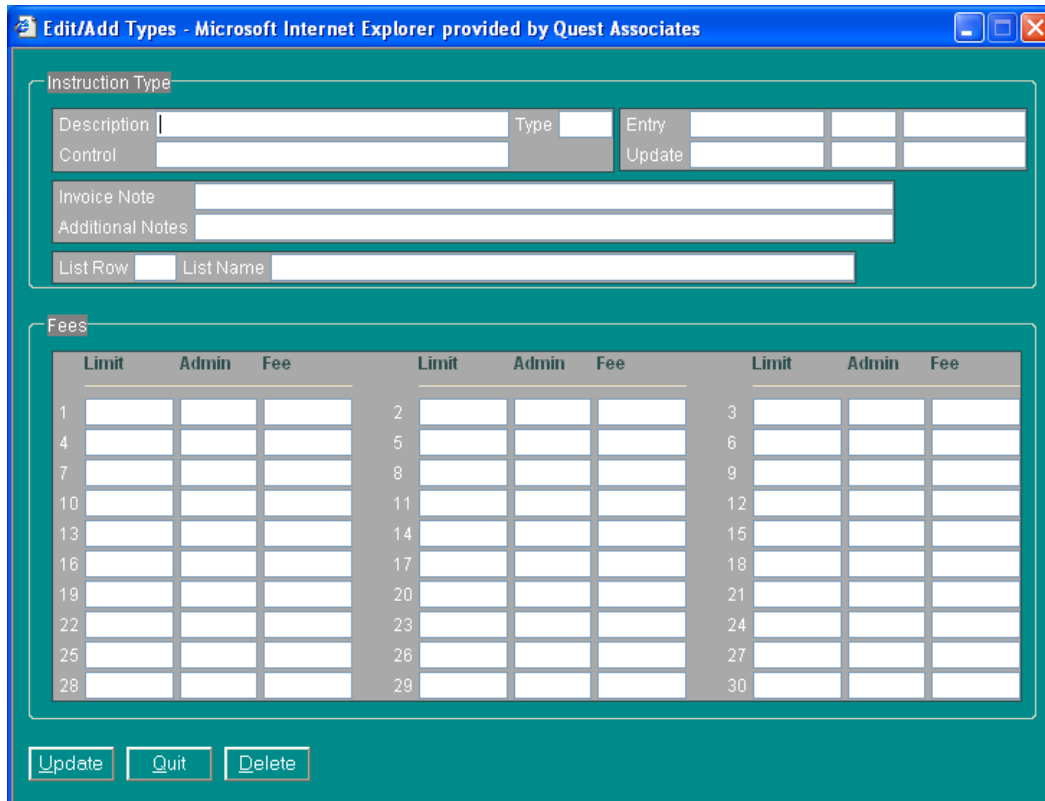 Edit/Add Types - Microsoft Internet Explorer provided by Quest Associates
Instruction Type
Description Type Entry
Control Update
Invoice Note
Additional Notes
List Row List Name
Fees
Limit Admin Fee Limit Admin Fee Limit Admin Fee
1 2 3
4 5 6
7 8 9
10 11 12
13 14 15
16 17 18
19 20 21
22 23 24
25 26 27
28 29 30
Update Quit Delete